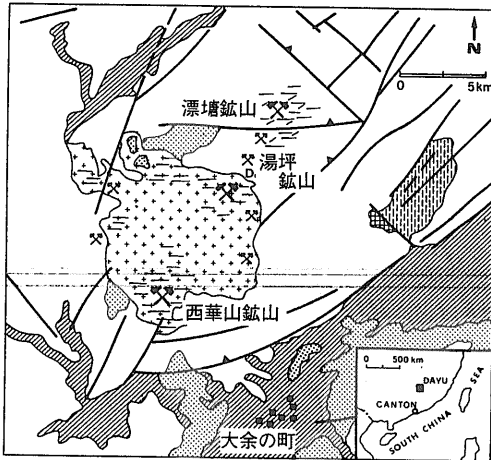 N
0 5km
漂塘鉱山
湯坪
鉱山
D.
西華山鉱山
大余の町
0 500 km
DAYU
CANTON
SOUTH CHINA SEA